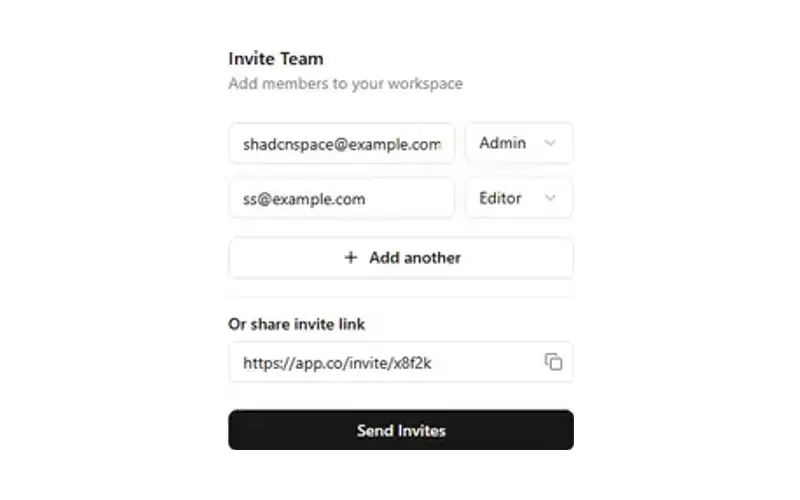 Invite Team
Add members to your workspace
shadcnspace@example.com Admin
ss@example.com Editor
+ Add another
Or share invite link
https://app.co/invite/x8f2k
Send Invites